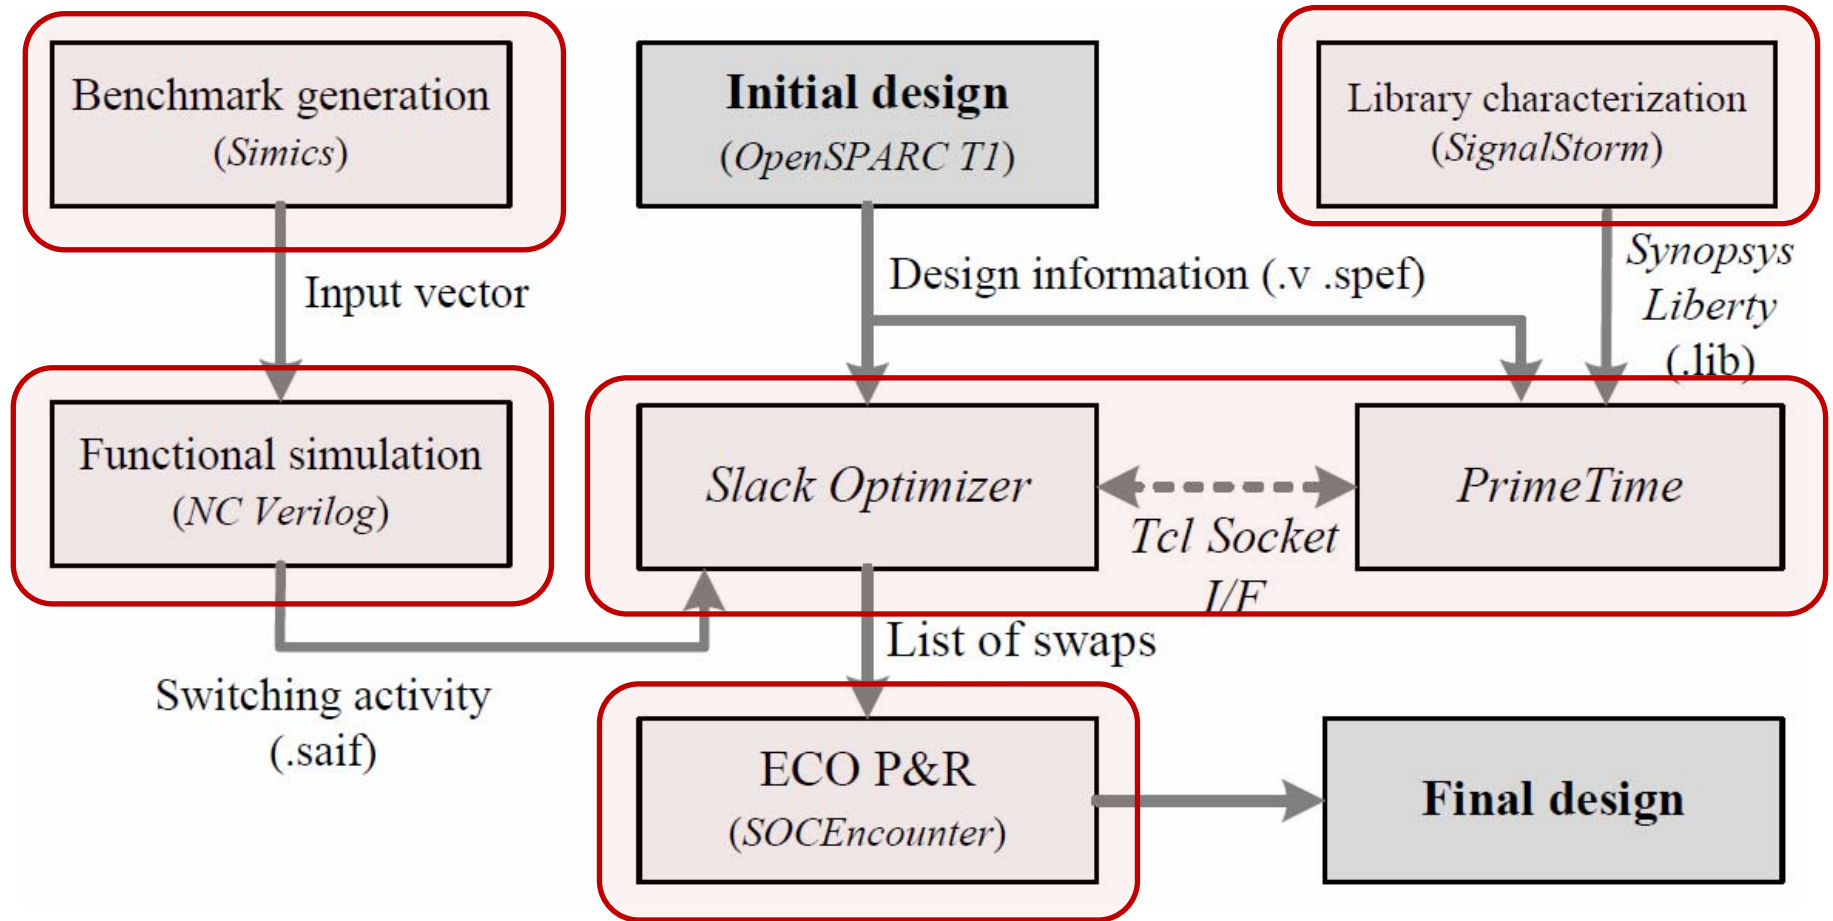 Benchmark generation
(Simics)
Initial design
(OpenSPARC T1)
Library characterization
(SignalStorm)
Input vector
Design information (.v .spef)
Synopsys
Liberty
(.lib)
Functional simulation
(NC Verilog)
Slack Optimizer
Tcl Socket
I/F
PrimeTime
Switching activity
(.saif)
List of swaps
ECO P&R
(SOCEncounter)
Final design